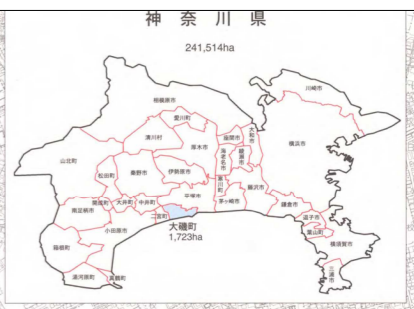 神奈川県
241,514ha
川崎市
相模原市
愛川町
大和市
座間市
清川村
厚木市
綾瀬市
横浜市
海老名市
山北町
松田町
秦野市
伊勢原市
寒川町
藤沢市
開成町
大井町
中井町
平塚市
茅ヶ崎市
鎌倉市
南足柄市
二宮町
逗子市
小田原市
大磯町
葉山町
1,723ha
横須賀市
箱根町
三浦市
湯河原町
真鶴町